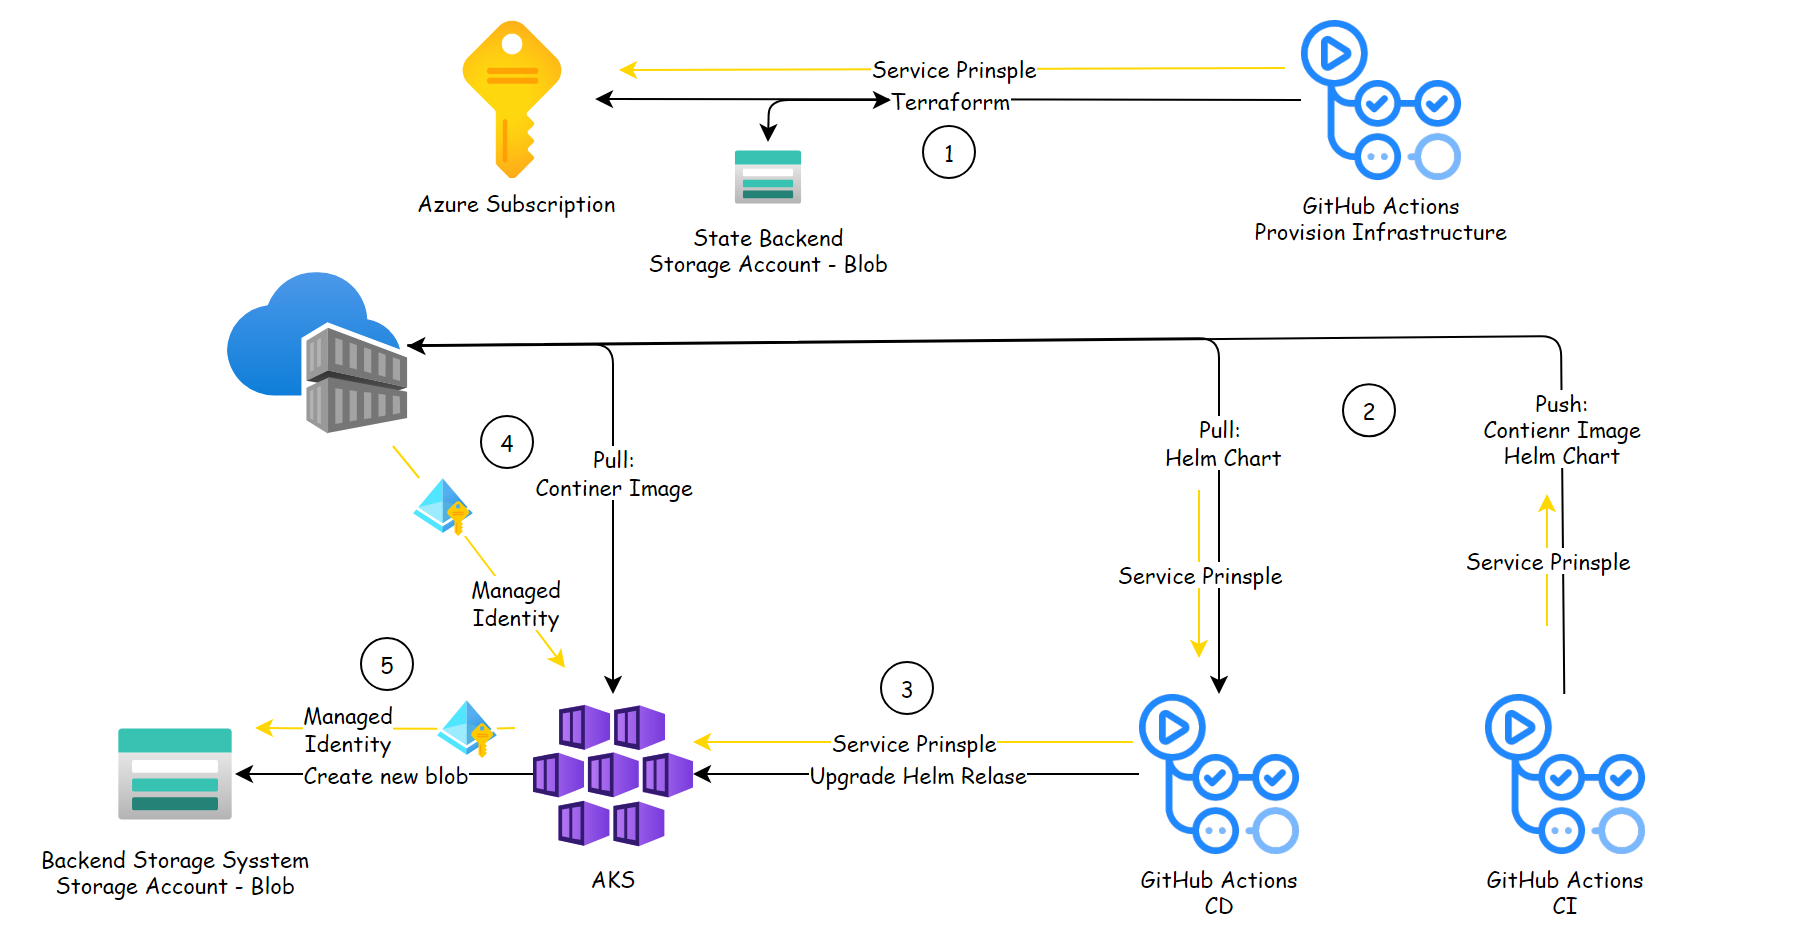 Service Prinsple
Terraforrm
1
Azure Subscription
State Backend
Storage Account - Blob
GitHub Actions
Provision Infrastructure
2
Push:
Contienr Image
Helm Chart
Pull:
Helm Chart
4
Pull:
Continer Image
Service Prinsple
Service Prinsple
Managed
Identity
5
3
Managed
Identity
Create new blob
Service Prinsple
Upgrade Helm Relase
Backend Storage Sysstem
Storage Account - Blob
AKS
GitHub Actions
CD
GitHub Actions
CI